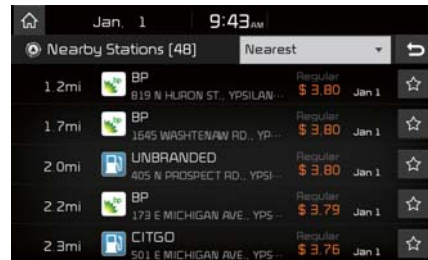 Jan. 1 9:43 AM
Nearby Stations [48] Nearest
1.2mi BP Regular
819 N HURON ST., YPSILAN... $ 3.80 Jan 1
1.7mi BP Regular
1645 WASHTENAW RD., YP... $ 3.80 Jan 1
2.0mi UNBRANDED Regular
405 N PROSPECT RD., YPSI... $ 3.80 Jan 1
2.2mi BP Regular
173 E MICHIGAN AVE., YPS... $ 3.79 Jan 1
2.3mi CITGO Regular
501 E MICHIGAN AVE., YPS... $ 3.76 Jan 1